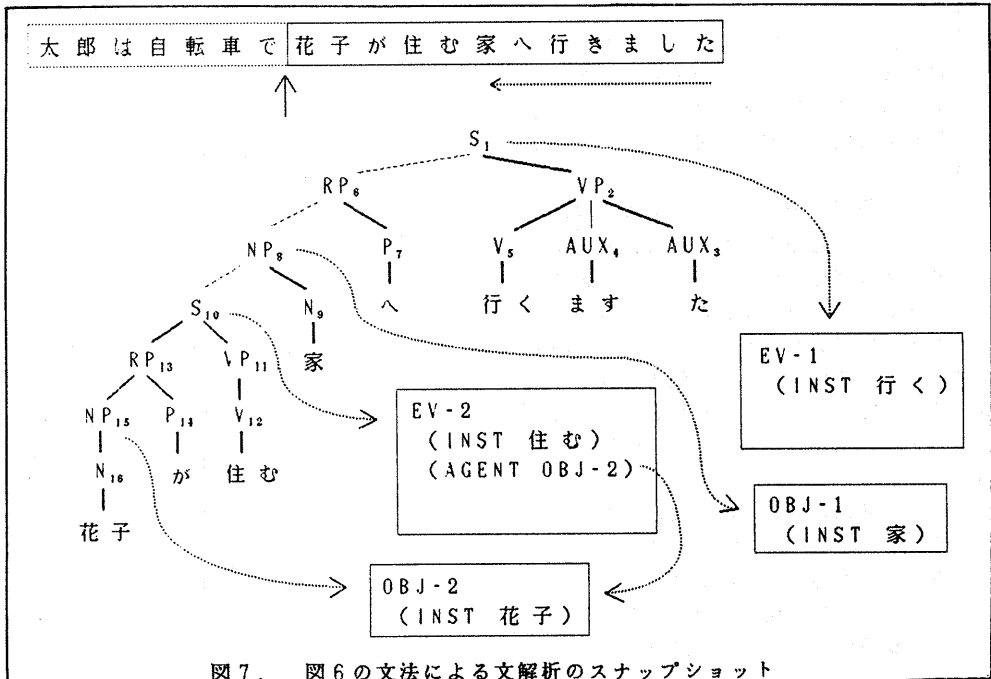 太郎は自転車で花子が住む家へ行きました
S₁
RP₆ VP₂
NP₈ P₇ V₅ AUX₄ AUX₃
へ 行く ます た
S₁₀ N₉
家
RP₁₃ VP₁₁
NP₁₅ P₁₄ V₁₂
N₁₆ が 住む
花子
EV-1
(INST 行く)
EV-2
(INST 住む)
(AGENT OBJ-2)
OBJ-1
(INST 家)
OBJ-2
(INST 花子)
図7. 図6の文法による文解析のスナップショット